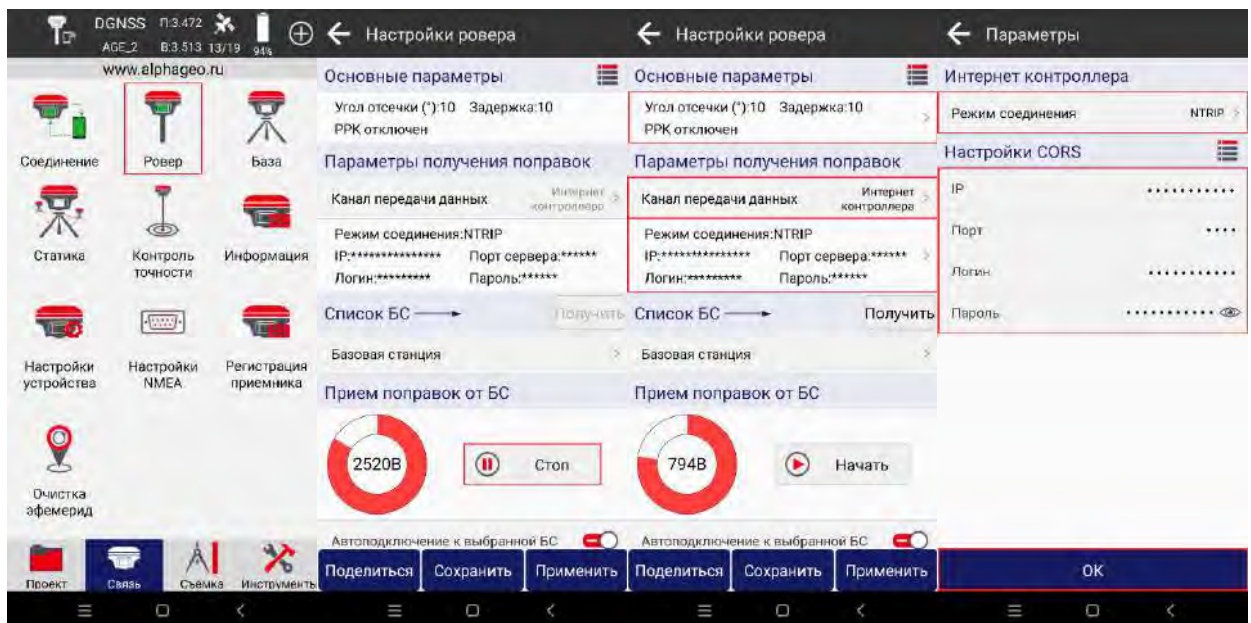 DGNSS П:3.472
AGE_2 В:3.513 13/19 94%
www.alphageo.ru
Соединение Ровер База
Статика Контроль точности Информация
Настройки устройства Настройки NMEA Регистрация приемника
Очистка эфемерид
Проект Связь Съёмка Инструменты
Настройки ровера
Основные параметры
Угол отсечки (°):10 Задержка:10
PPK отключен
Параметры получения поправок
Канал передачи данных Интернет контроллера
Режим соединения:NTRIP
IP:*************** Порт сервера:******
Логин:********* Пароль:******
Список БС Получить
Базовая станция
Прием поправок от БС
2520B Стоп
Автоподключение к выбранной БС
Поделиться Сохранить Применить
Настройки ровера
Основные параметры
Угол отсечки (°):10 Задержка:10
PPK отключен
Параметры получения поправок
Канал передачи данных Интернет контроллера
Режим соединения:NTRIP
IP:*************** Порт сервера:******
Логин:********* Пароль:******
Список БС Получить
Базовая станция
Прием поправок от БС
794B Начать
Автоподключение к выбранной БС
Поделиться Сохранить Применить
Параметры
Интернет контроллера
Режим соединения NTRIP
Настройки CORS
IP ...........
Порт ....
Логин ...........
Пароль ...........
OK